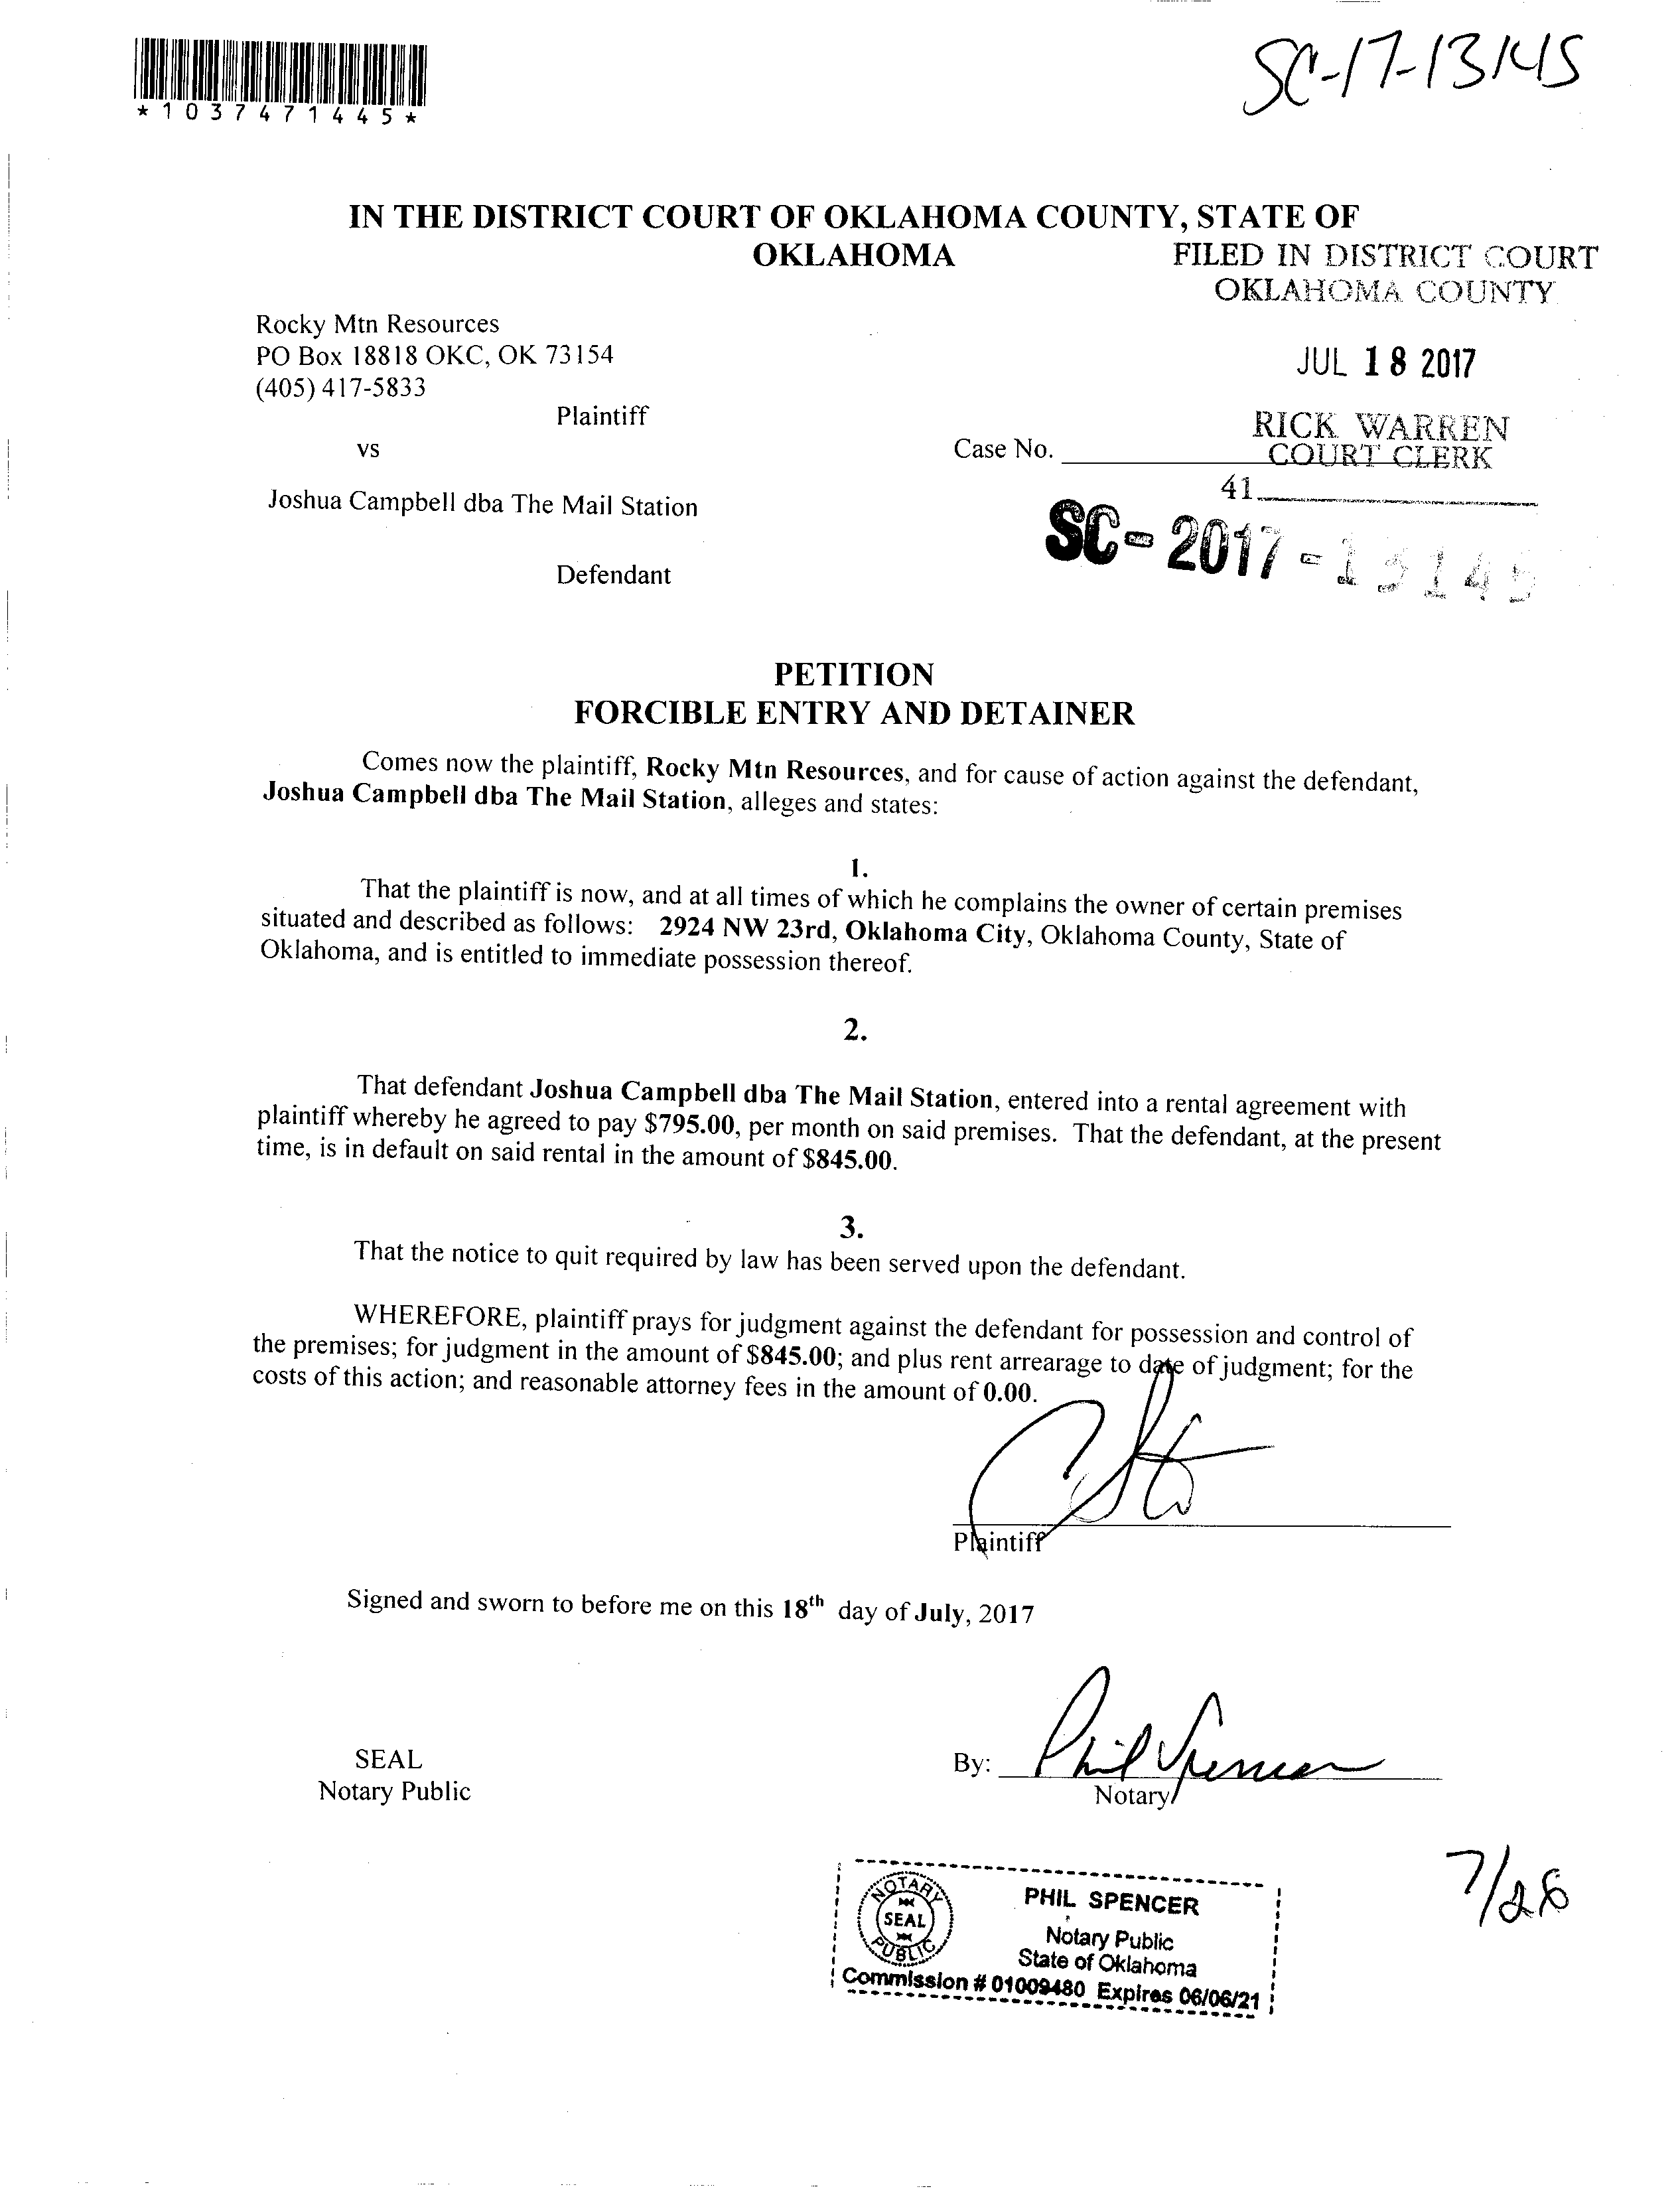 *1037471445*
SC-17-13145
IN THE DISTRICT COURT OF OKLAHOMA COUNTY, STATE OF
OKLAHOMA
FILED IN DISTRICT COURT
OKLAHOMA COUNTY
Rocky Mtn Resources
PO Box 18818 OKC, OK 73154
(405) 417-5833
JUL 18 2017
Plaintiff
RICK WARREN
COURT CLERK
vs
Case No.
41
Joshua Campbell dba The Mail Station
SC-2017-13145
Defendant
PETITION
FORCIBLE ENTRY AND DETAINER
Comes now the plaintiff, Rocky Mtn Resources, and for cause of action against the defendant,
Joshua Campbell dba The Mail Station, alleges and states:
1.
That the plaintiff is now, and at all times of which he complains the owner of certain premises
situated and described as follows: 2924 NW 23rd, Oklahoma City, Oklahoma County, State of
Oklahoma, and is entitled to immediate possession thereof.
2.
That defendant Joshua Campbell dba The Mail Station, entered into a rental agreement with
plaintiff whereby he agreed to pay $795.00, per month on said premises. That the defendant, at the present
time, is in default on said rental in the amount of $845.00.
3.
That the notice to quit required by law has been served upon the defendant.
WHEREFORE, plaintiff prays for judgment against the defendant for possession and control of
the premises; for judgment in the amount of $845.00; and plus rent arrearage to date of judgment; for the
costs of this action; and reasonable attorney fees in the amount of 0.00.
Plaintiff
Signed and sworn to before me on this 18th day of July, 2017
SEAL
Notary Public
By: Phil Spencer
Notary
7/28
NOTARY
SEAL
PUBLIC
PHIL SPENCER
Notary Public
State of Oklahoma
Commission # 01009480 Expires 06/06/21